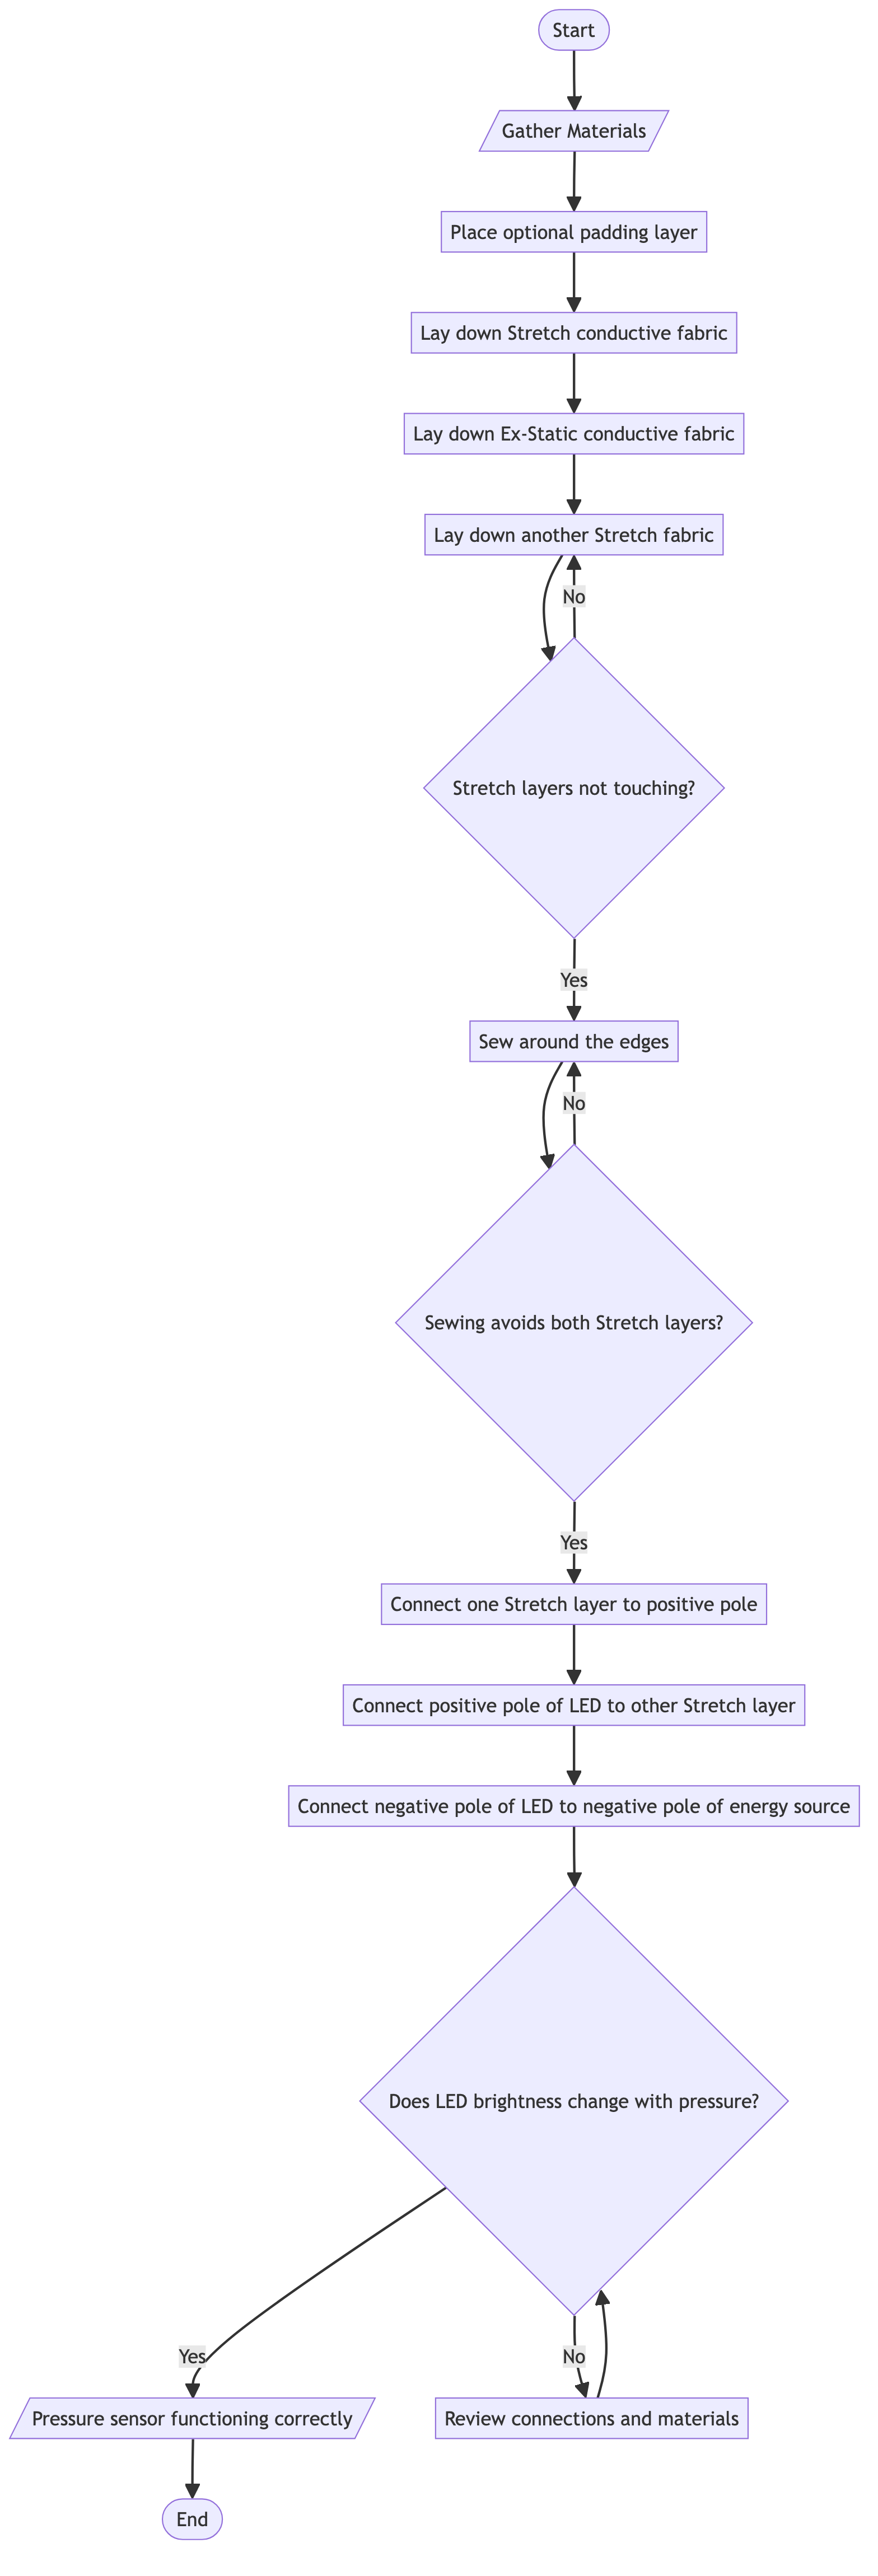 Start
Gather Materials
Place optional padding layer
Lay down Stretch conductive fabric
Lay down Ex-Static conductive fabric
Lay down another Stretch fabric
No
Stretch layers not touching?
Yes
Sew around the edges
No
Sewing avoids both Stretch layers?
Yes
Connect one Stretch layer to positive pole
Connect positive pole of LED to other Stretch layer
Connect negative pole of LED to negative pole of energy source
Does LED brightness change with pressure?
Yes
No
Pressure sensor functioning correctly
Review connections and materials
End